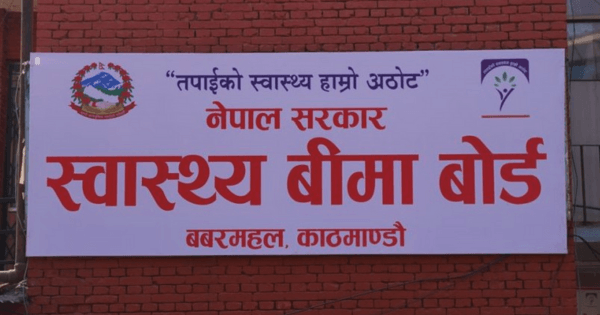 “तपाईको स्वास्थ्य हाम्रो अठोट”
नेपाल सरकार
स्वास्थ्य बीमा बोर्ड
बबरमहल, काठमाण्डौ